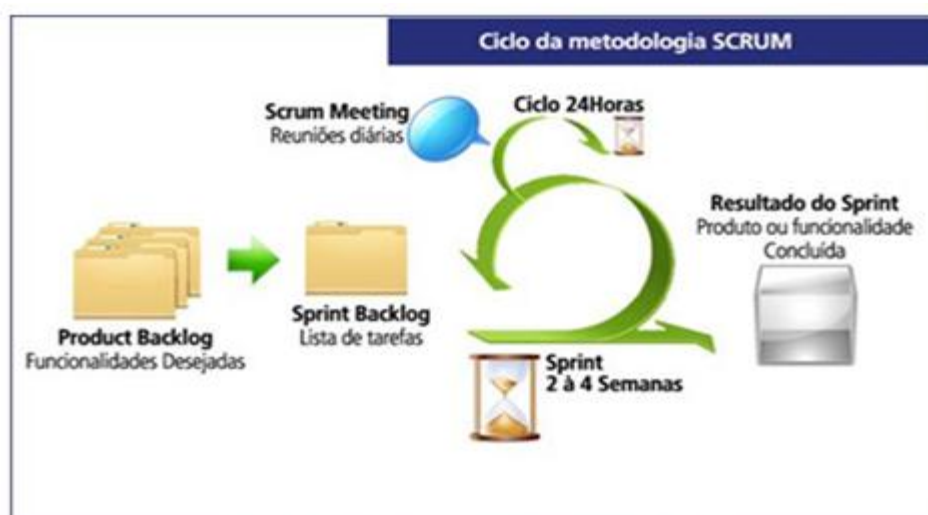 Ciclo da metodologia SCRUM
Scrum Meeting
Reuniões diárias
Ciclo 24Horas
Product Backlog
Funcionalidades Desejadas
Sprint Backlog
Lista de tarefas
Sprint
2 à 4 Semanas
Resultado do Sprint
Produto ou funcionalidade
Concluída